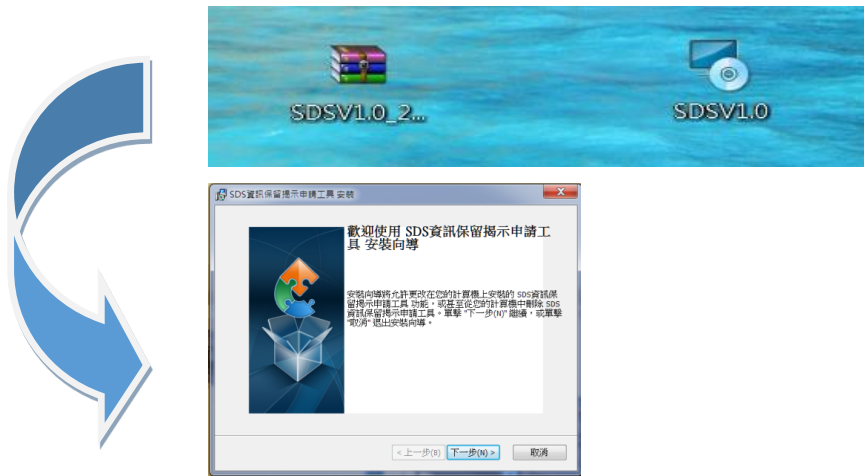 SDSV1.0_2...
SDSV1.0
SDS資訊保留揭示申請工具 安裝
歡迎使用 SDS資訊保留揭示申請工
具 安裝向導
安裝向導將允許更改在您的計算機上安裝的 SDS資訊保
留揭示申請工具 功能，或甚至從您的計算機中刪除 SDS
資訊保留揭示申請工具。單擊 "下一步(N)" 繼續，或單擊
"取消" 退出安裝向導。
< 上一步(B)
下一步(N) >
取消